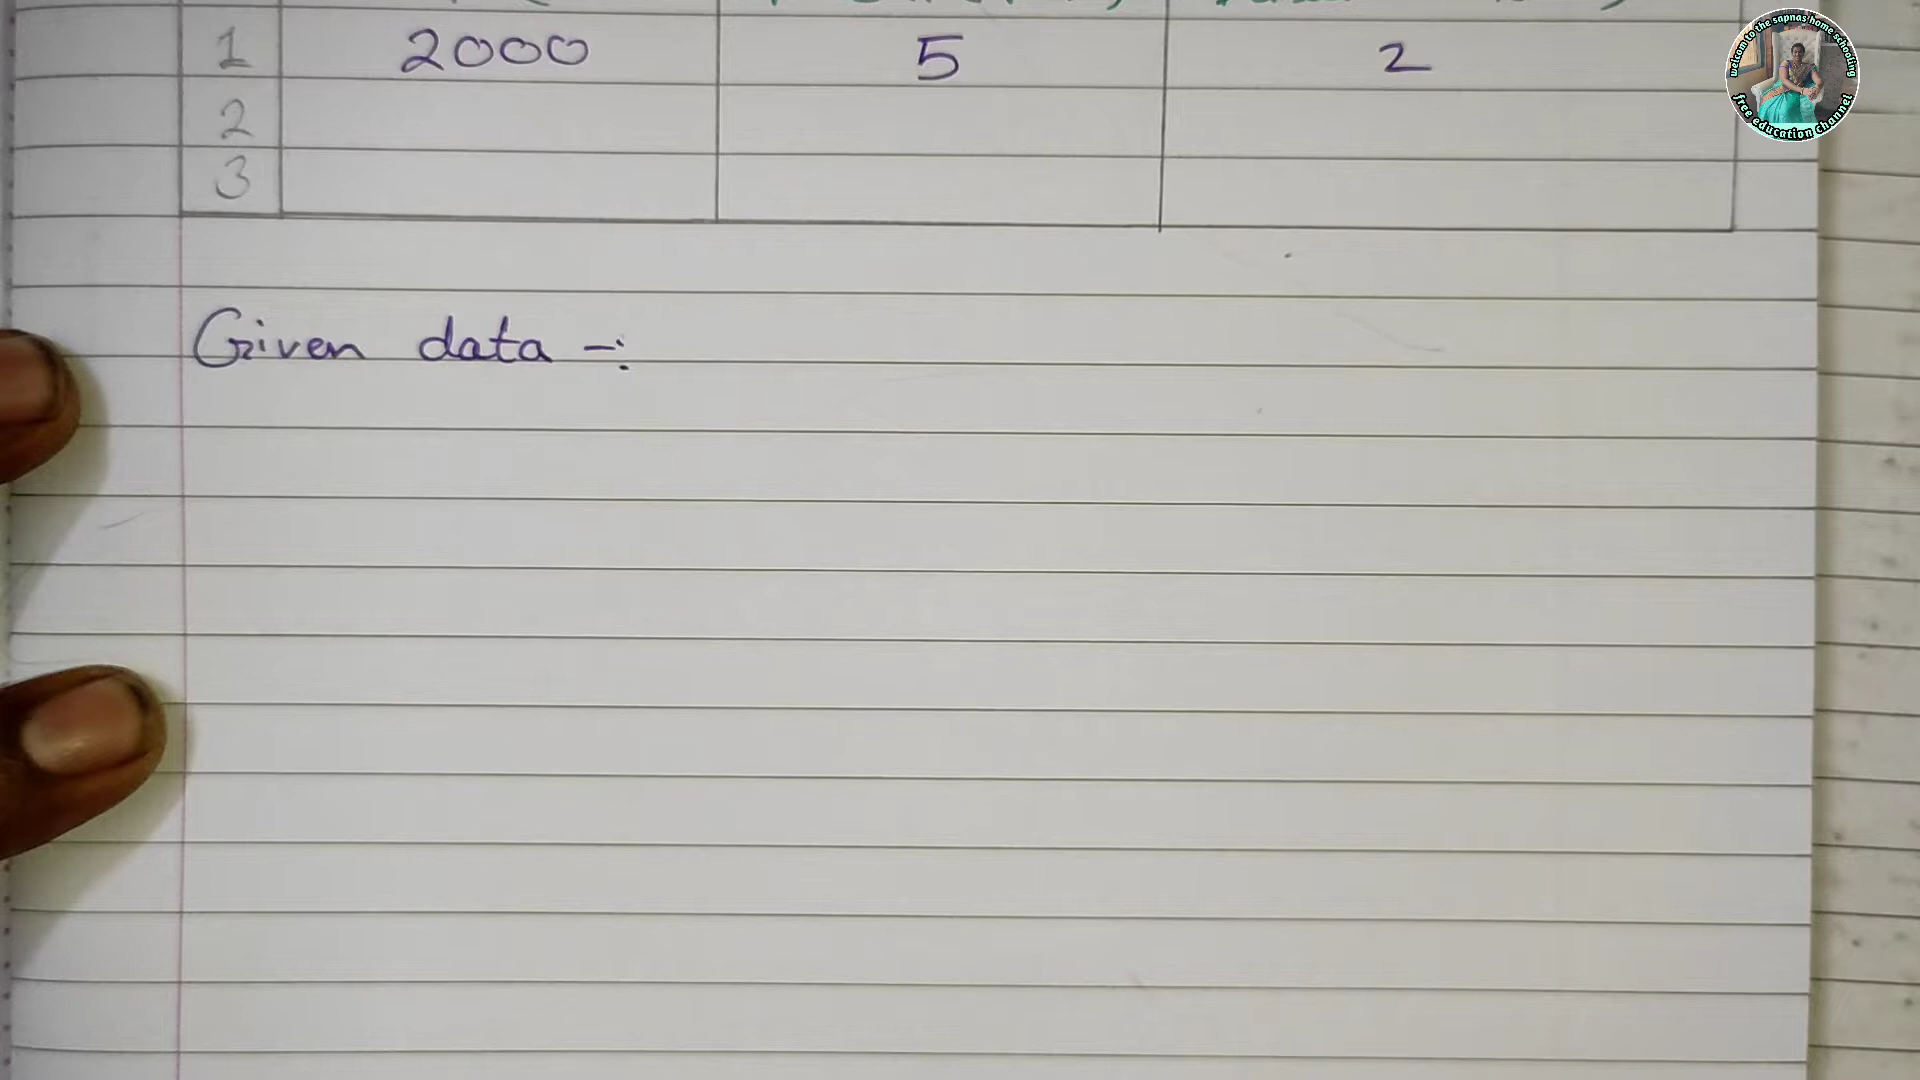 1 2000 5 2
2
3
Given data -:
welcom to the sapnas home schooling
free education channel